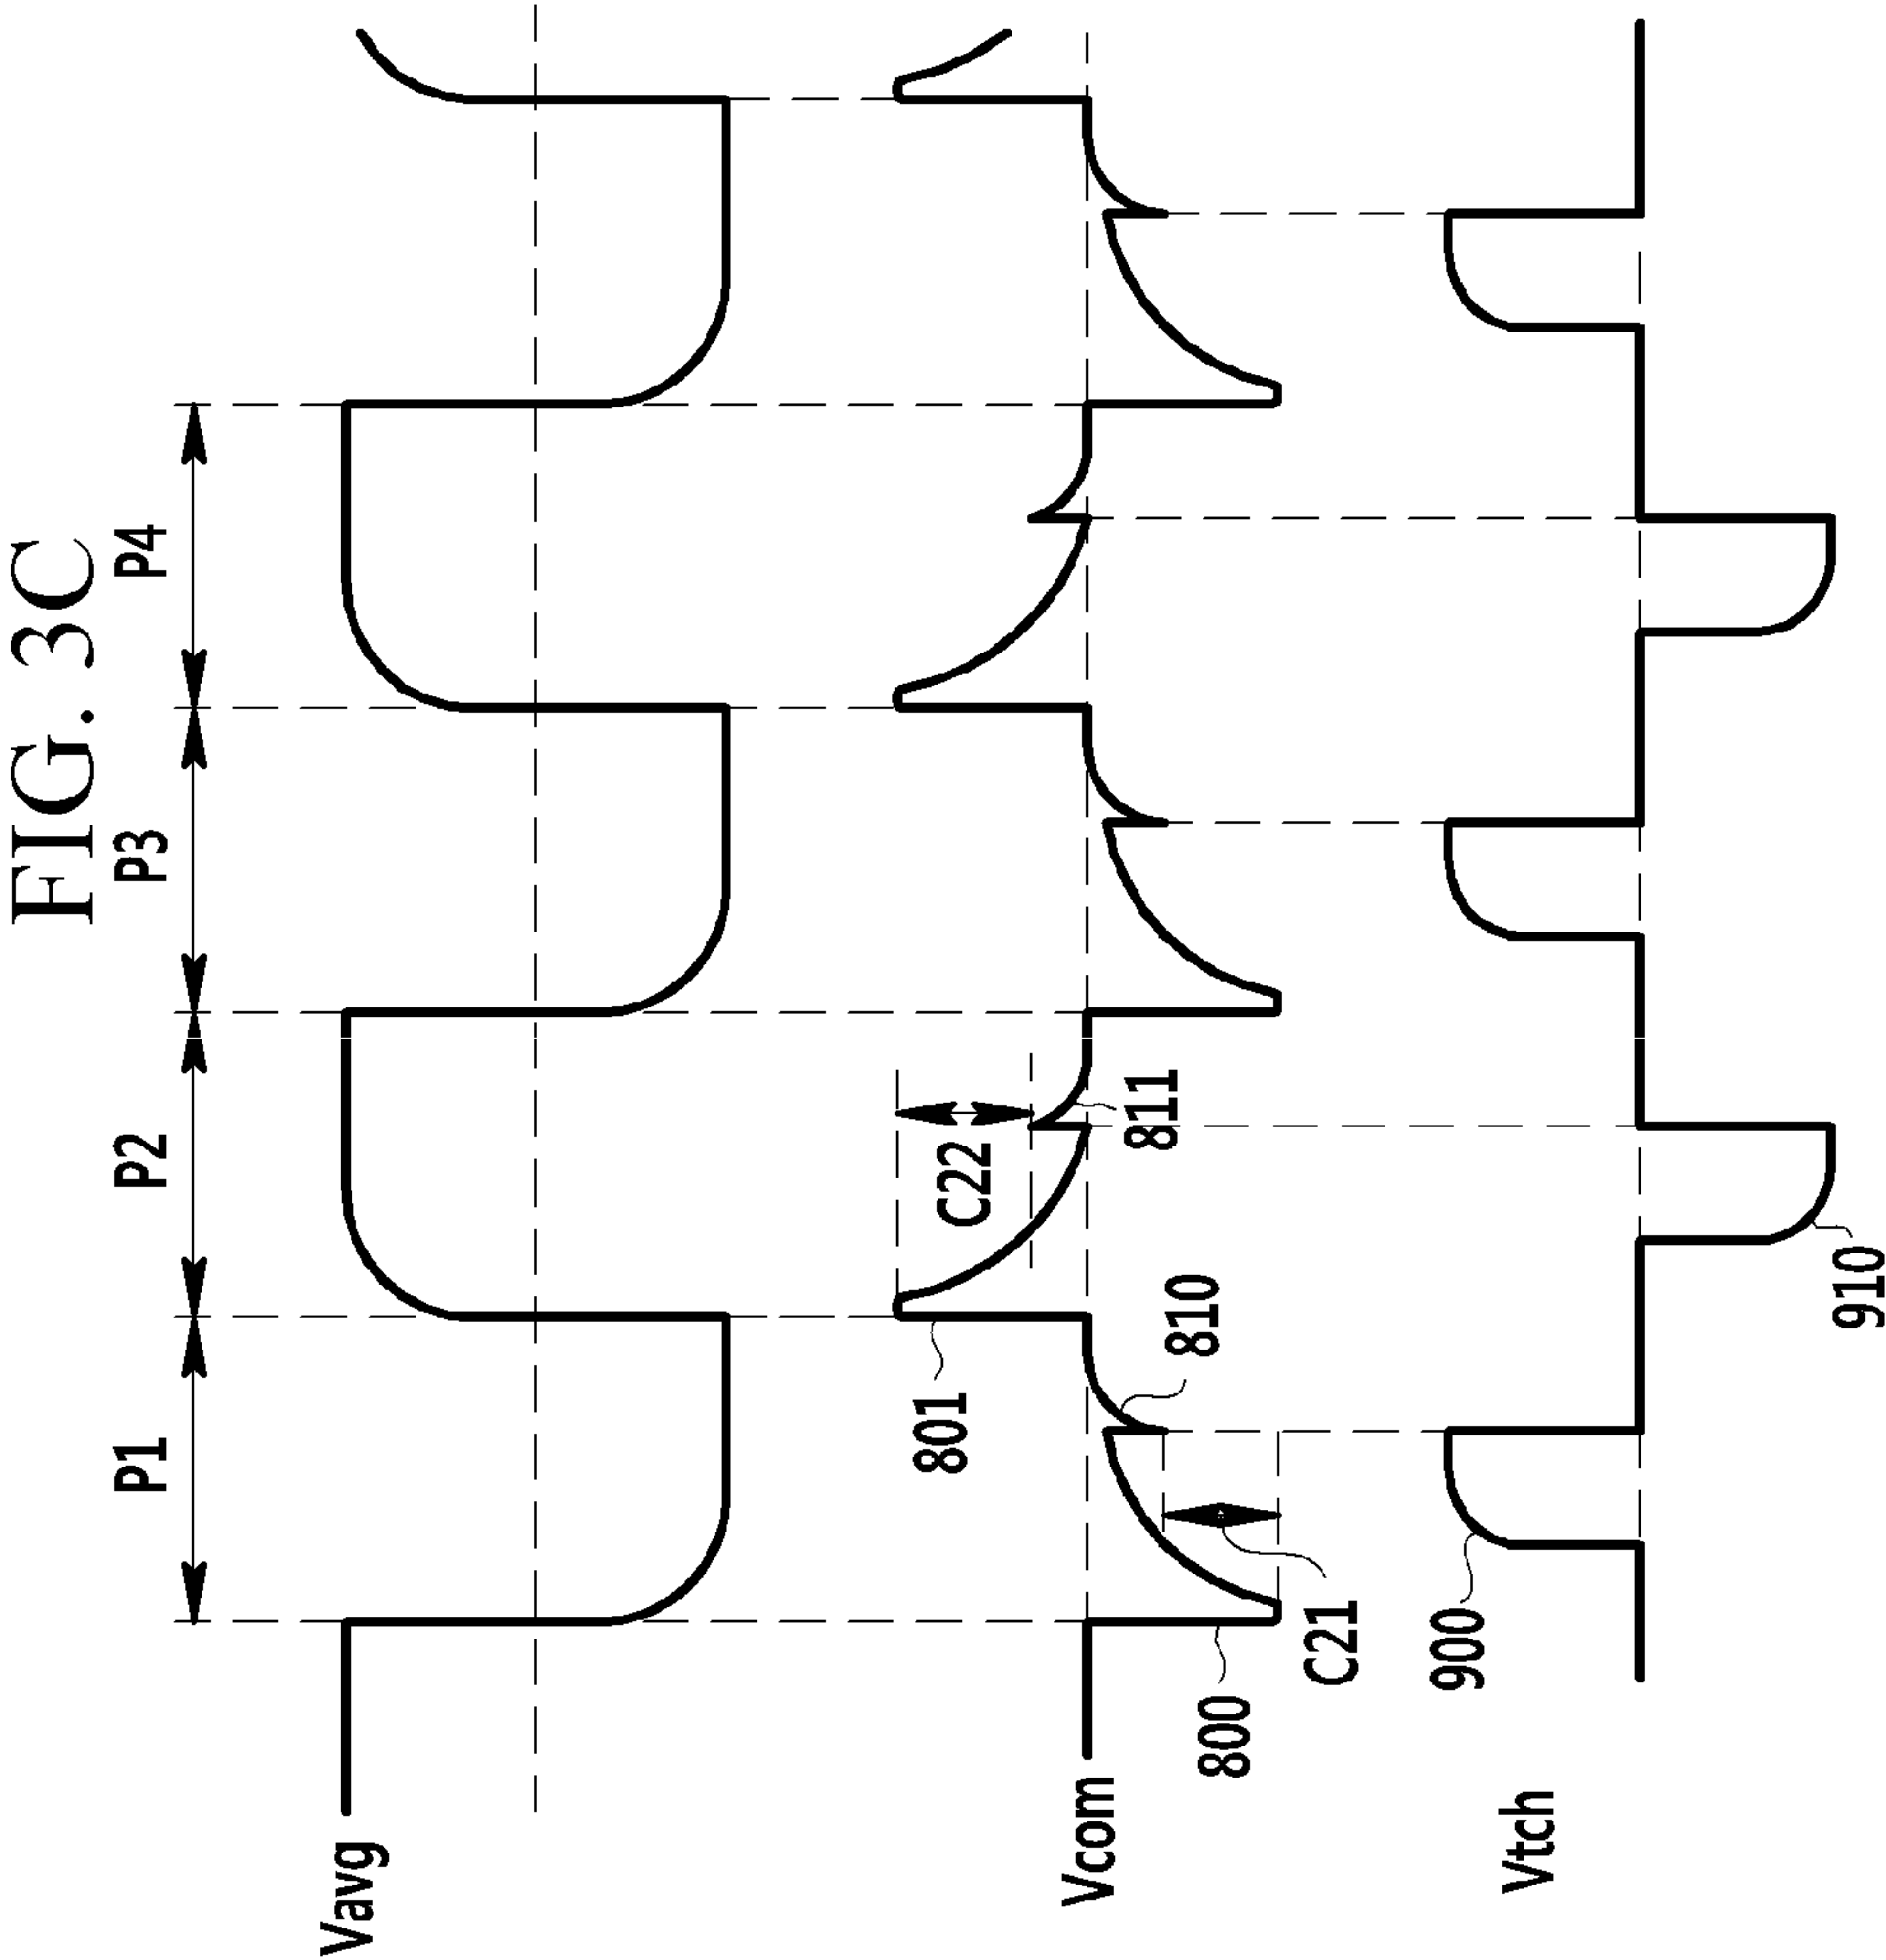 FIG. 3C
P1 P2 P3 P4
Vavg
801 C22
Vcom
810 811
800
C21
900
Vtch
910